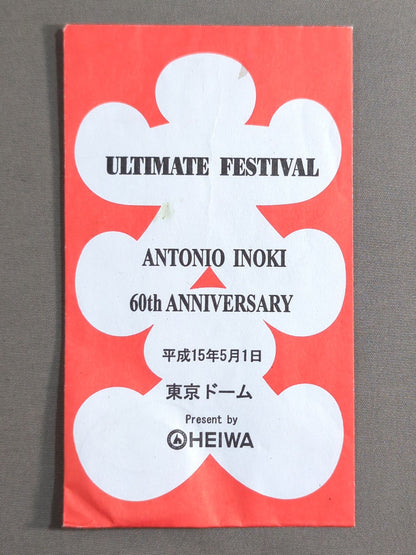 ULTIMATE FESTIVAL
ANTONIO INOKI
60th ANNIVERSARY
平成15年5月1日
東京ドーム
Present by
HEIWA